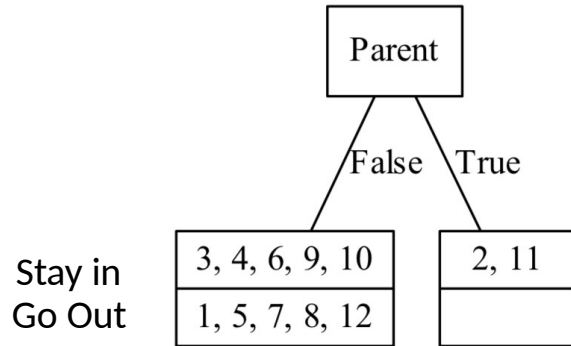 Parent
False True
Stay in 3, 4, 6, 9, 10 2, 11
Go Out 1, 5, 7, 8, 12